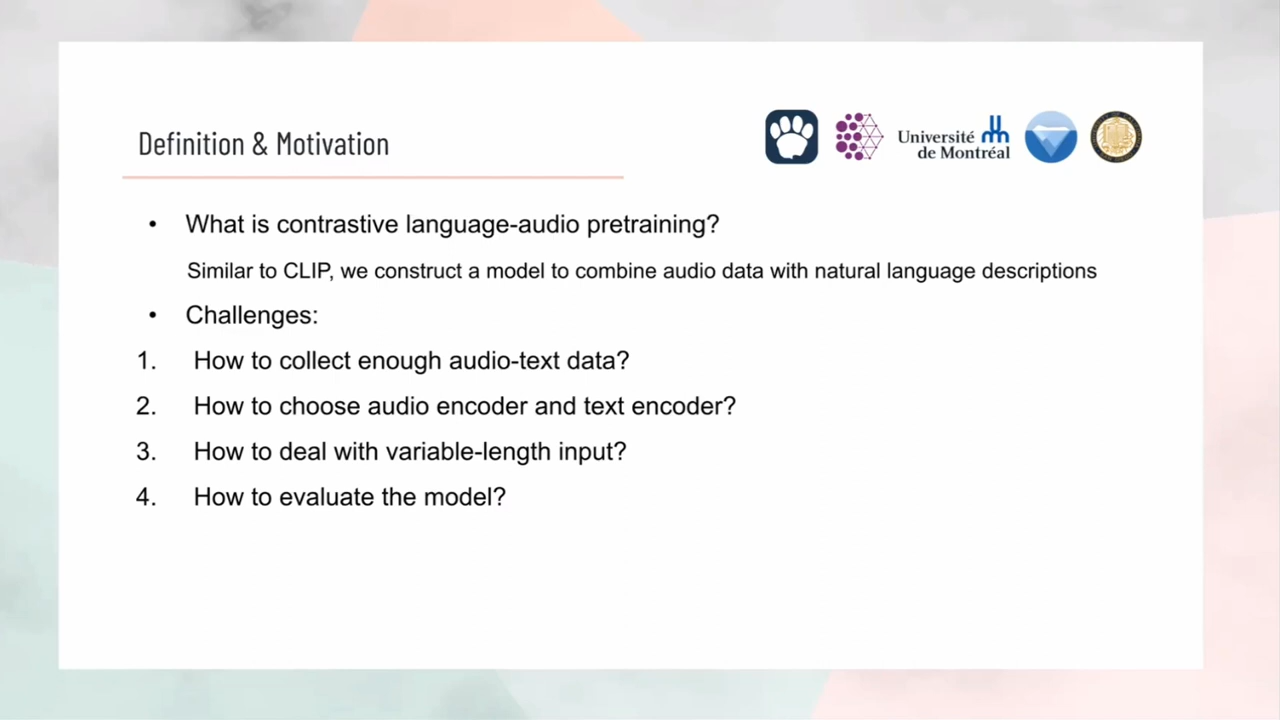 Definition & Motivation
Université
de Montréal
• What is contrastive language-audio pretraining?
Similar to CLIP, we construct a model to combine audio data with natural language descriptions
• Challenges:
1. How to collect enough audio-text data?
2. How to choose audio encoder and text encoder?
3. How to deal with variable-length input?
4. How to evaluate the model?